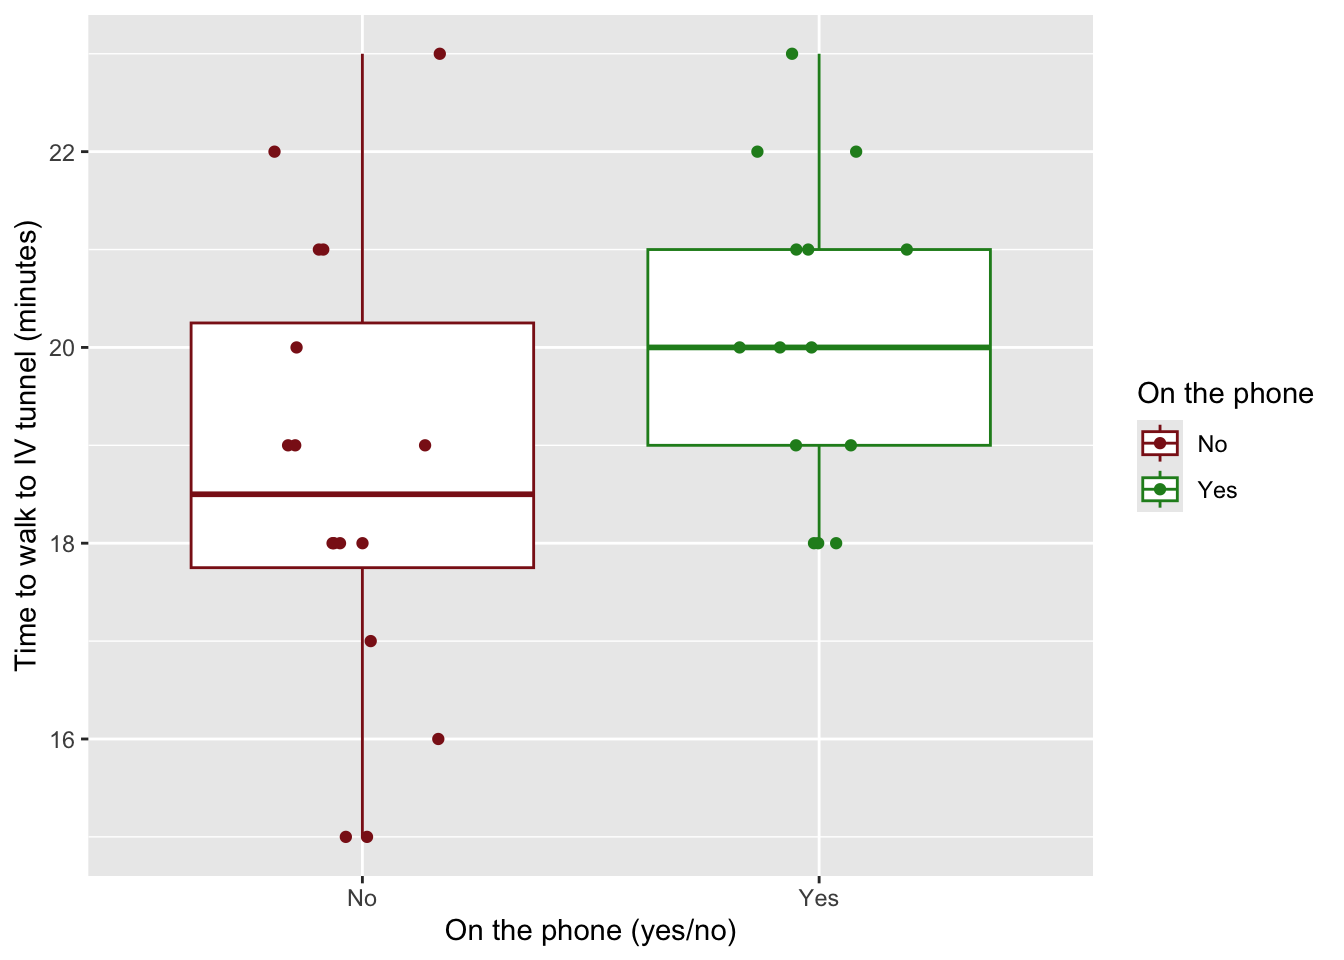 Time to walk to IV tunnel (minutes)
22
20
18
16
No
Yes
On the phone (yes/no)
On the phone
No
Yes